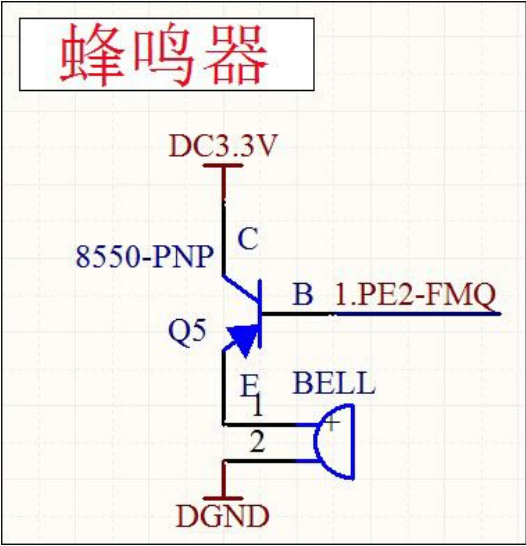 蜂鸣器
DC3.3V
C
8550-PNP
B 1.PE2-FMQ
Q5
E BELL
1
+
2
DGND